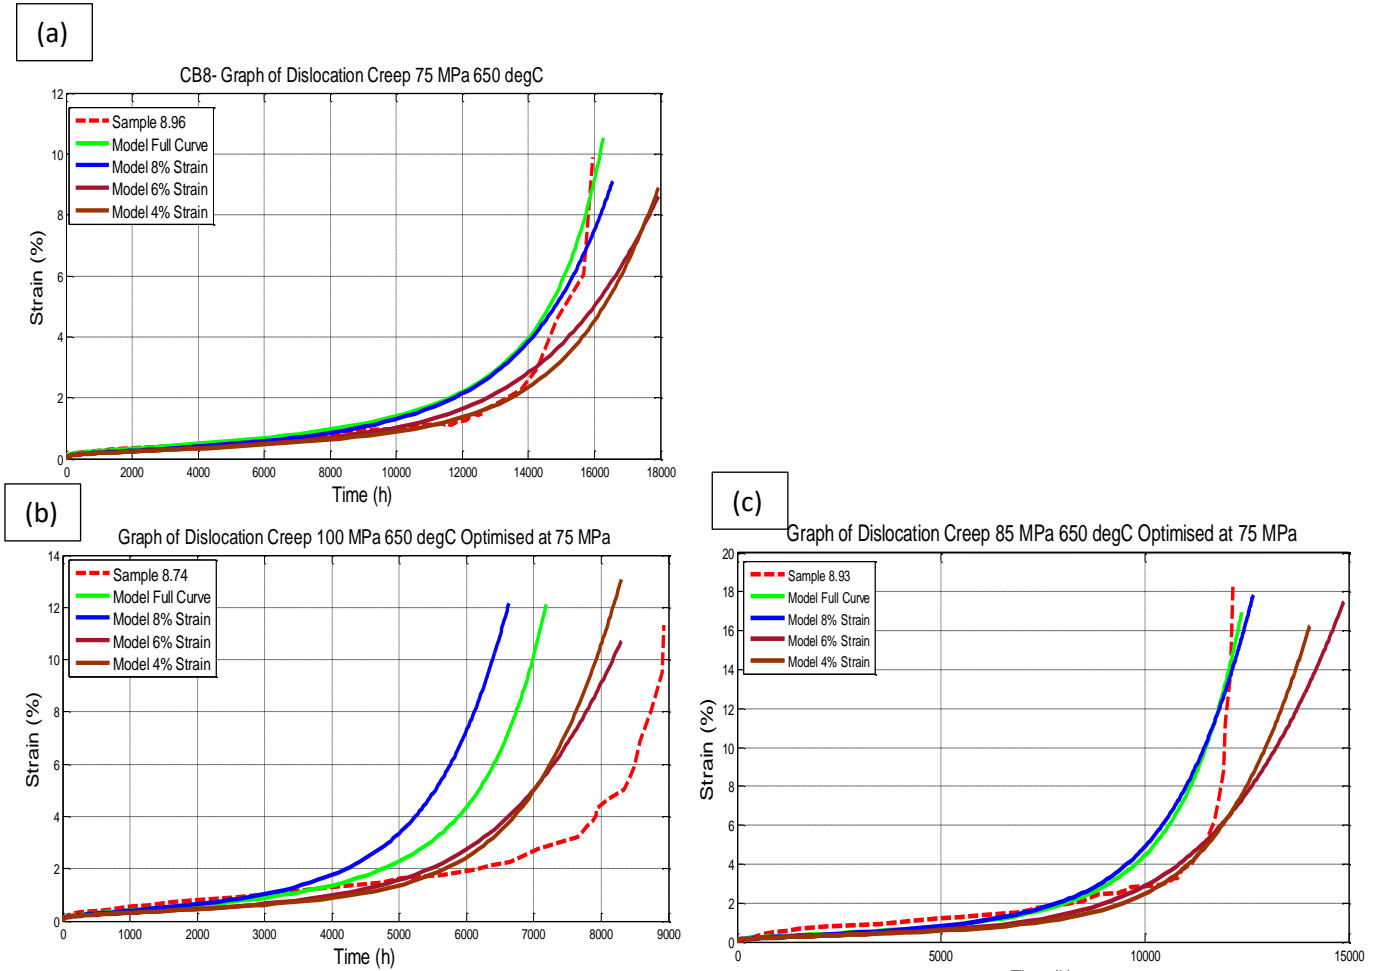 (a)
CB8- Graph of Dislocation Creep 75 MPa 650 degC
12
10
8
6
4
2
0
Strain (%)
Sample 8.96
Model Full Curve
Model 8% Strain
Model 6% Strain
Model 4% Strain
0 2000 4000 6000 8000 10000 12000 14000 16000 18000
Time (h)
(b)
Graph of Dislocation Creep 100 MPa 650 degC Optimised at 75 MPa
14
12
10
8
6
4
2
0
Strain (%)
Sample 8.74
Model Full Curve
Model 8% Strain
Model 6% Strain
Model 4% Strain
0 1000 2000 3000 4000 5000 6000 7000 8000 9000
Time (h)
(c)
Graph of Dislocation Creep 85 MPa 650 degC Optimised at 75 MPa
20
18
16
14
12
10
8
6
4
2
0
Strain (%)
Sample 8.93
Model Full Curve
Model 8% Strain
Model 6% Strain
Model 4% Strain
0 5000 10000 15000